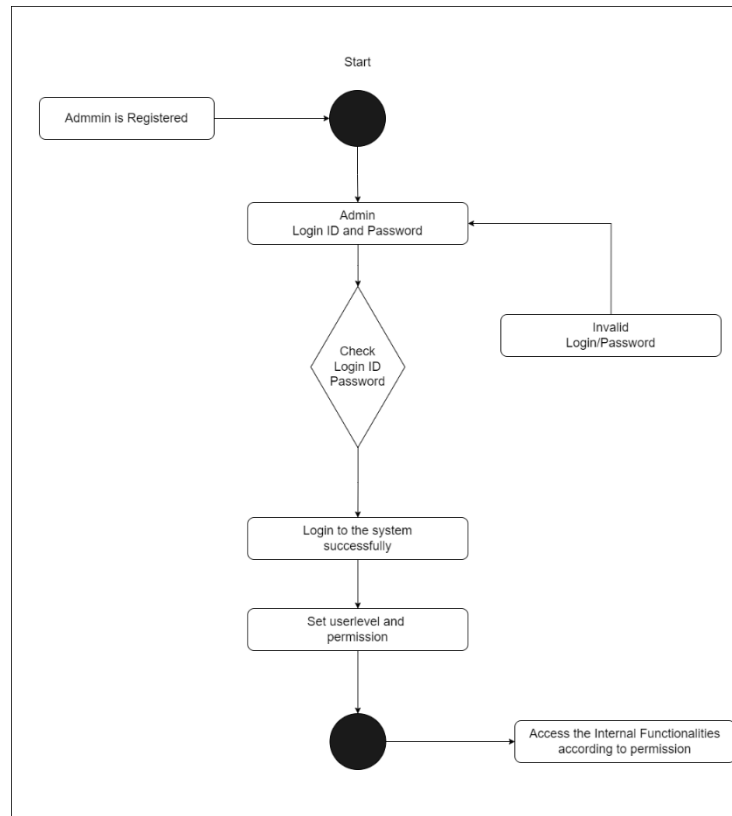 Start
Admmin is Registered
Admin
Login ID and Password
Invalid
Login/Password
Check
Login ID
Password
Login to the system
successfully
Set userlevel and
permission
Access the Internal Functionalities
according to permission